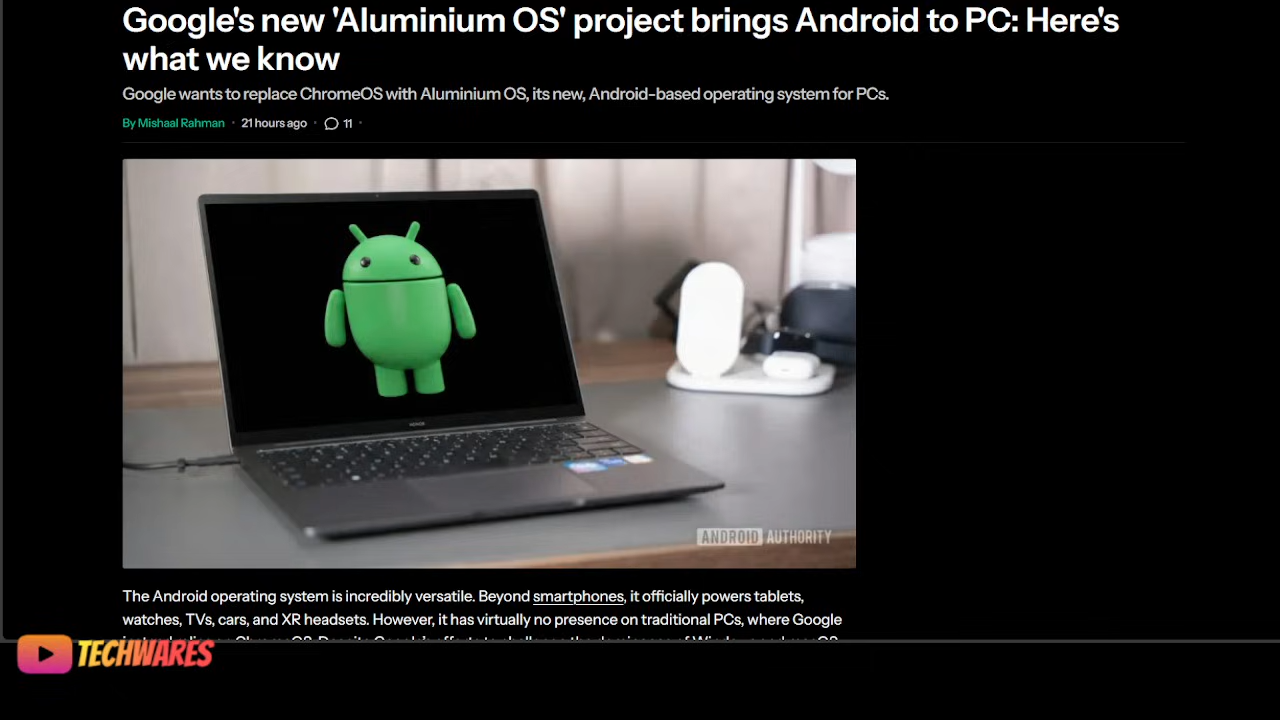 Google's new 'Aluminium OS' project brings Android to PC: Here's
what we know
Google wants to replace ChromeOS with Aluminium OS, its new, Android-based operating system for PCs.
By Mishaal Rahman • 21 hours ago • 11 •
HONOR
ANDROID AUTHORITY
The Android operating system is incredibly versatile. Beyond smartphones, it officially powers tablets,
watches, TVs, cars, and XR headsets. However, it has virtually no presence on traditional PCs, where Google
TECHWARES